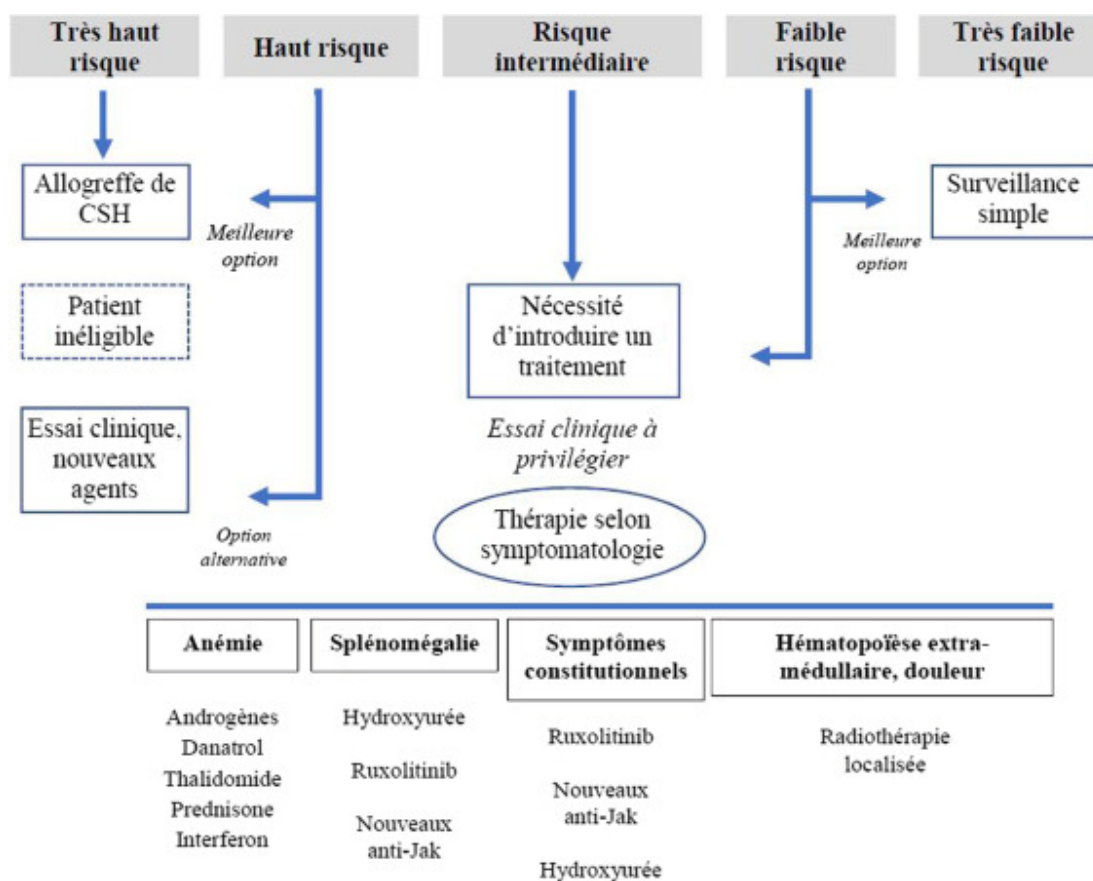 Très haut
risque
Haut risque
Risque
intermédiaire
Faible
risque
Très faible
risque
Allogreffe de
CSH
Meilleure
option
Meilleure
option
Surveillance
simple
Patient
inéligible
Nécessité
d'introduire un
traitement
Essai clinique,
nouveaux
agents
Essai clinique à
privilégier
Option
alternative
Thérapie selon
symptomatologie
Anémie
Androgènes
Danatrol
Thalidomide
Prednisone
Interferon
Splénomégalie
Hydroxyurée
Ruxolitinib
Nouveaux
anti-Jak
Symptômes
constitutionnels
Ruxolitinib
Nouveaux
anti-Jak
Hydroxyurée
Hématopoïèse extra-
médullaire, douleur
Radiothérapie
localisée